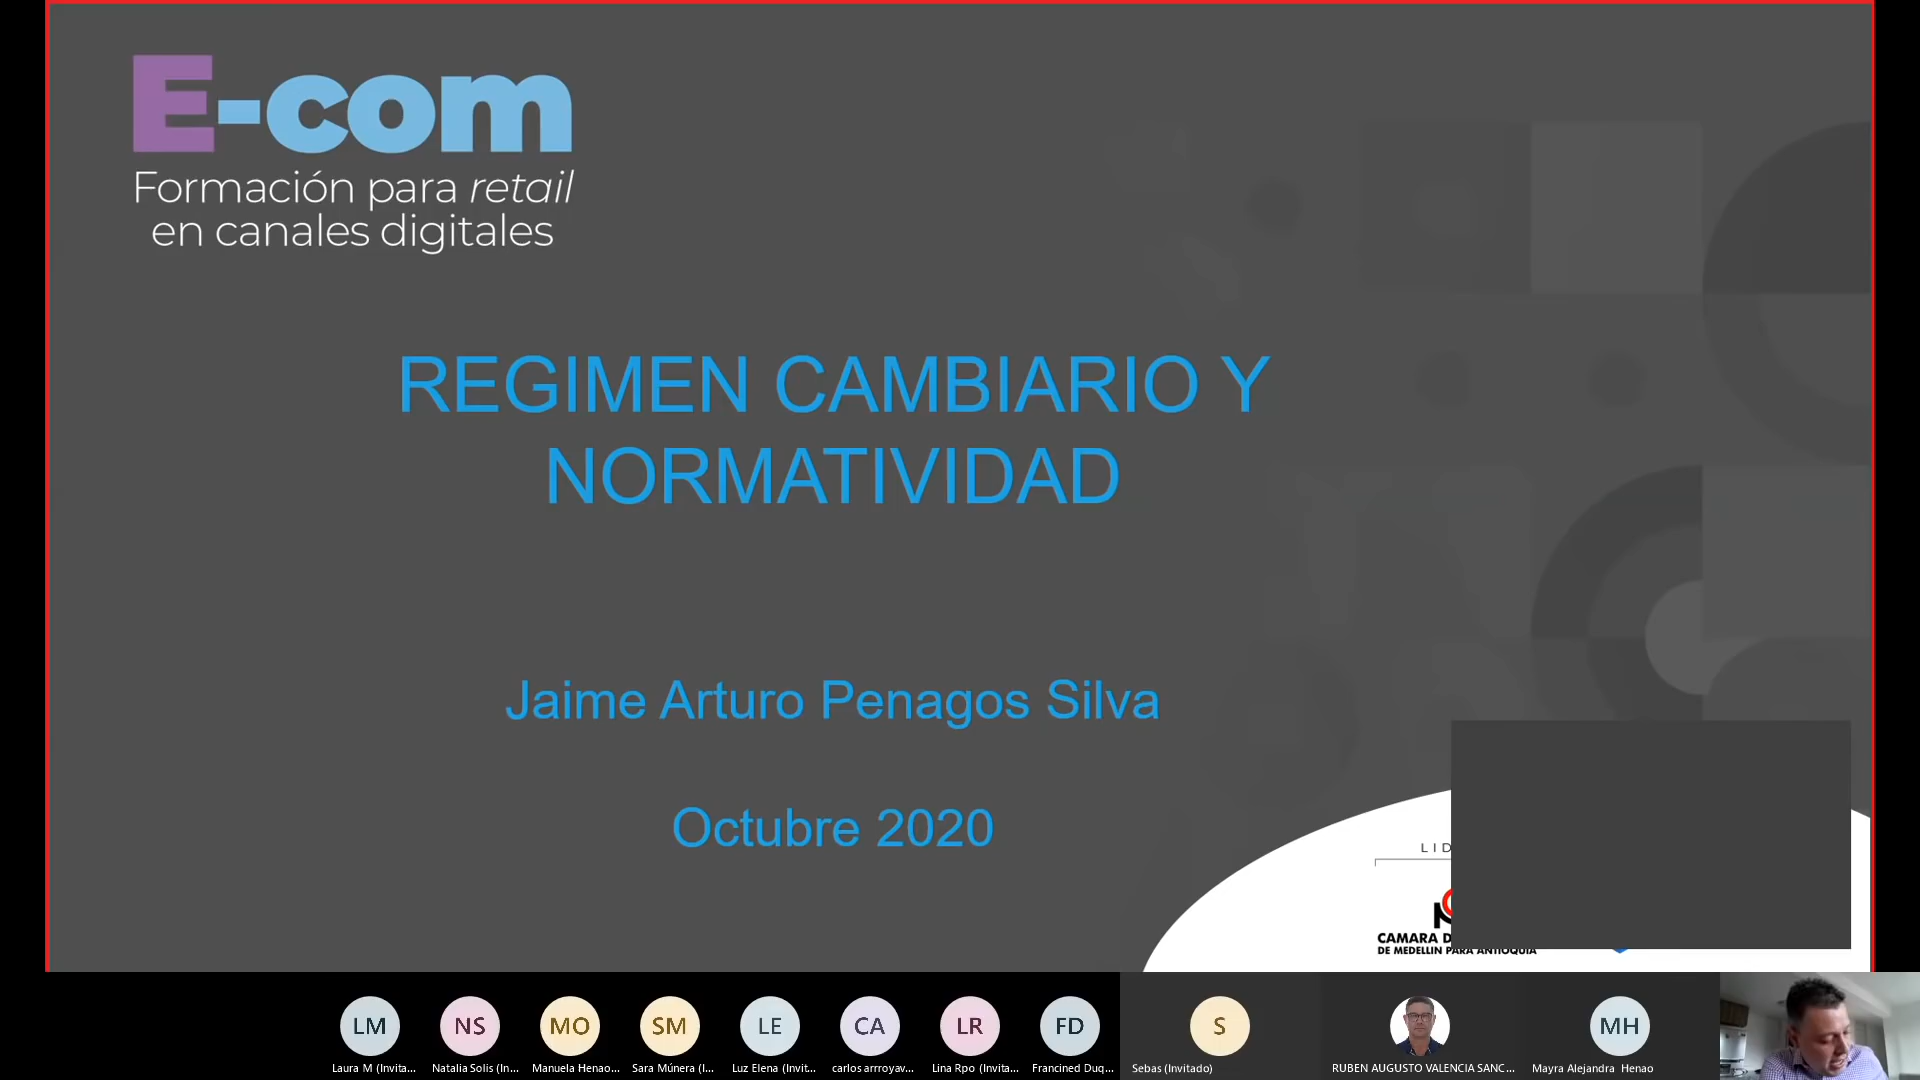 E-com
Formación para retail
en canales digitales
REGIMEN CAMBIARIO Y
NORMATIVIDAD
Jaime Arturo Penagos Silva
Octubre 2020
CAMARA
DE MEDELLIN PARA ANTIOQUIA
LM
NS
MO
SM
LE
CA
LR
FD
S
MH
Laura M (Invita...
Natalia Solis (In...
Manuela Henao...
Sara Múnera (I...
Luz Elena (Invit...
carlos arrroyav...
Lina Rpo (Invita...
Francined Duq...
Sebas (Invitado)
RUBEN AUGUSTO VALENCIA SANC...
Mayra Alejandra Henao